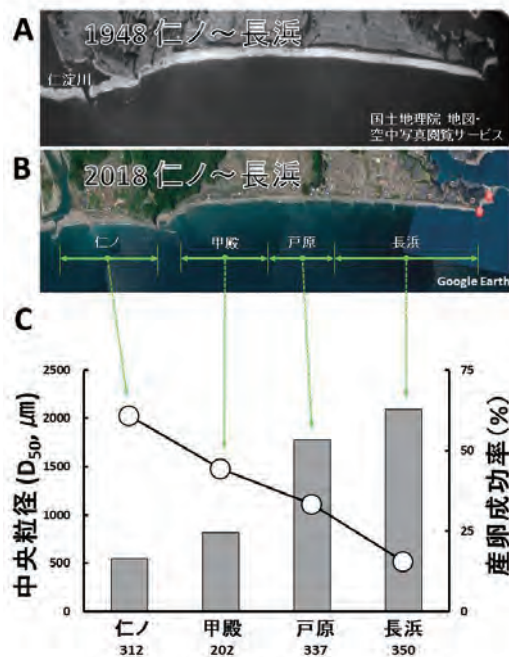 A
1948 仁ノ～長浜
仁淀川
国土地理院 地図・
空中写真閲覧サービス
B
2018 仁ノ～長浜
仁ノ 甲殿 戸原 長浜
Google Earth
C
中央粒径 (D50, μm)
2500
2000
1500
1000
500
0
75
50
25
0
産卵成功率 (%)
仁ノ 甲殿 戸原 長浜
312 202 337 350